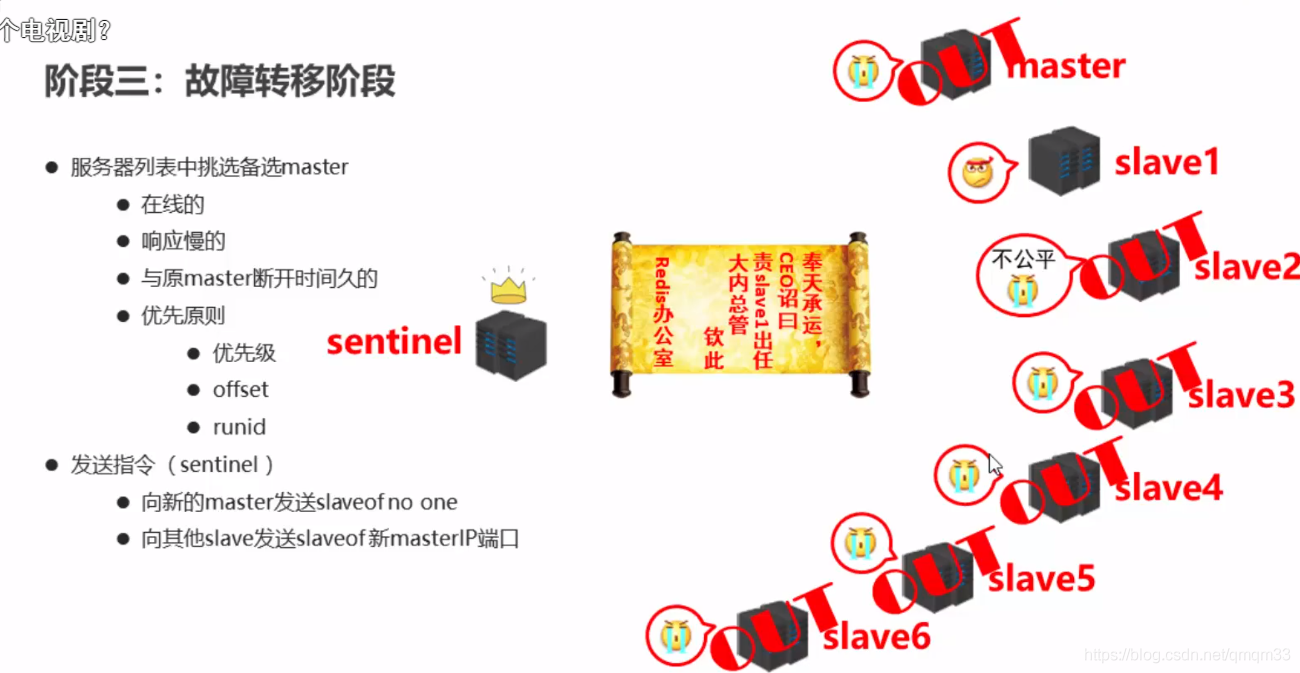 个电视剧?
阶段三：故障转移阶段
● 服务器列表中挑选备选master
● 在线的
● 响应慢的
● 与原master断开时间久的
● 优先原则
● 优先级
● offset
● runid
● 发送指令（sentinel ）
● 向新的master发送slaveof no one
● 向其他slave发送slaveof 新masterIP端口
sentinel
奉天承运，
CEO诏曰
责slave1出任
大内总管
钦此
Redis办公室
OUT
master
slave1
不公平
OUT
slave2
OUT
slave3
OUT
slave4
OUT
slave5
OUT
slave6
https://blog.csdn.net/qmqm33